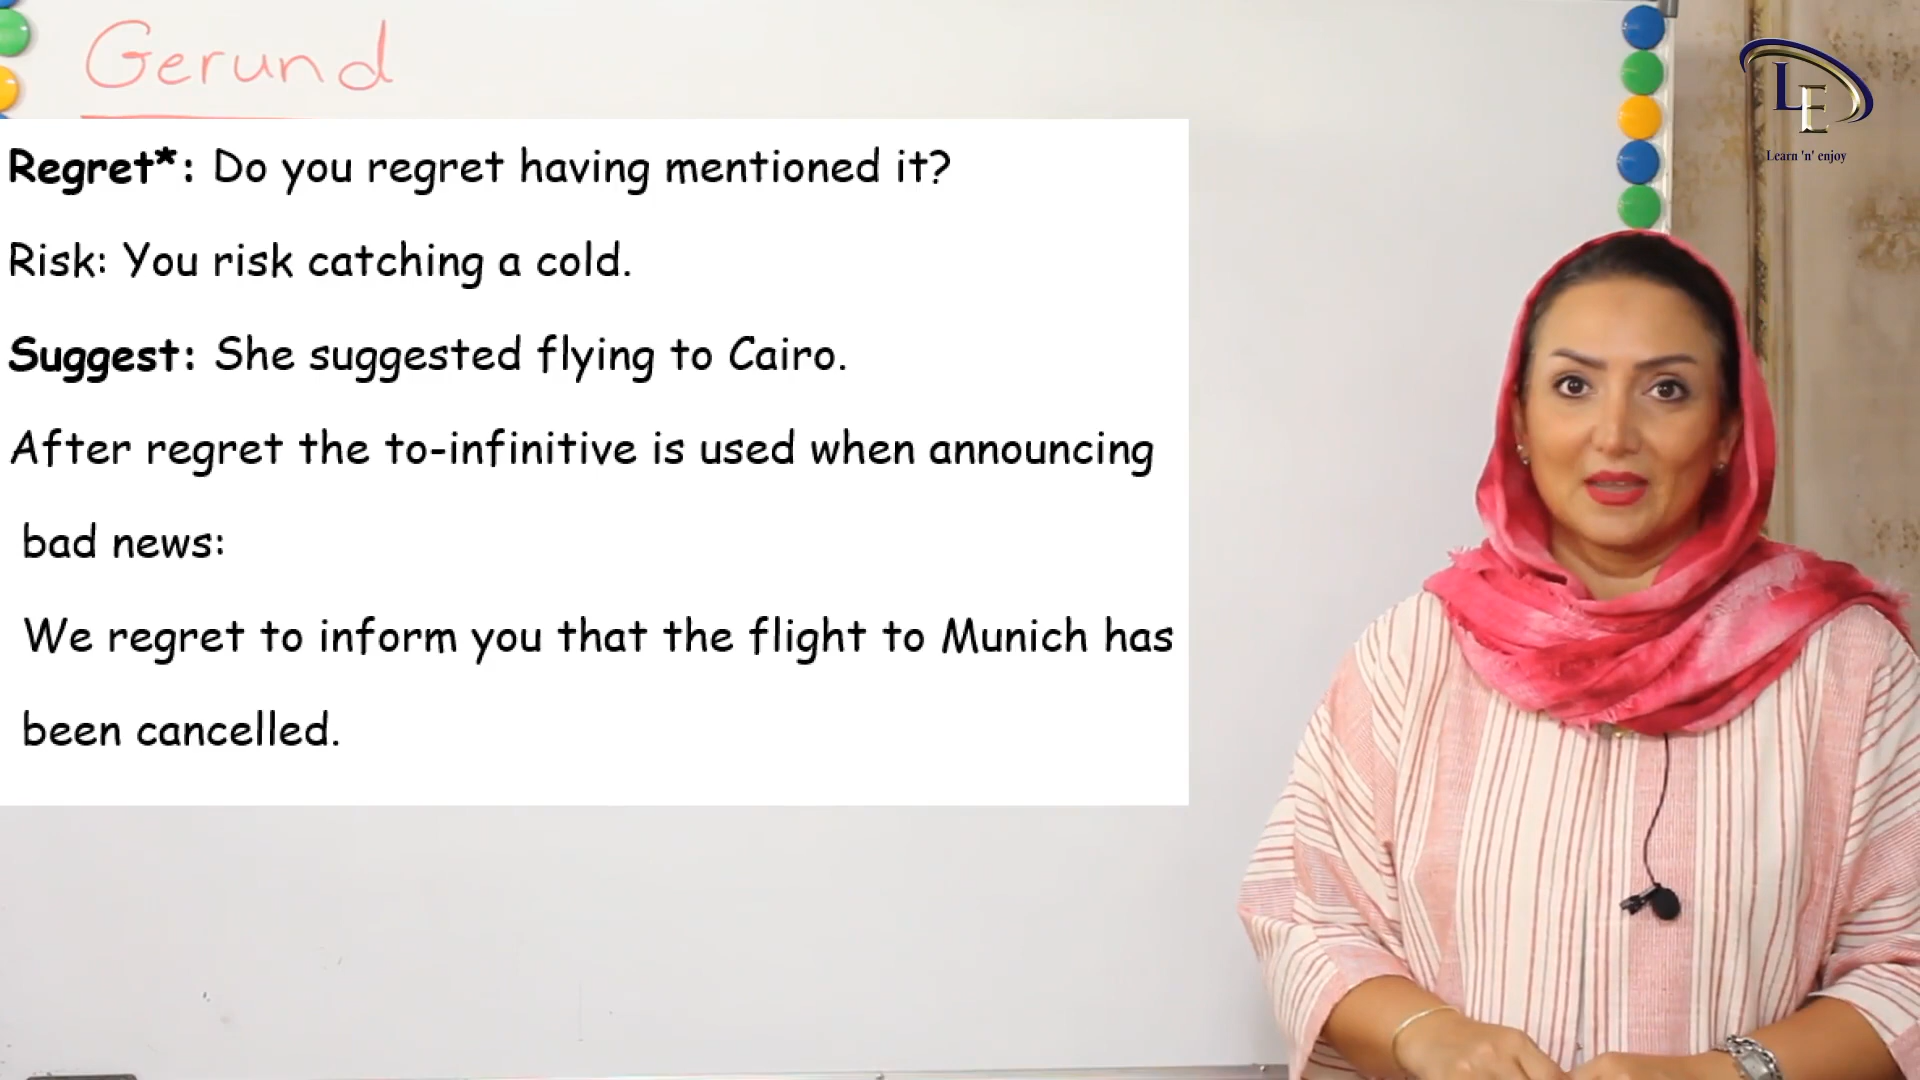 Gerund
Regret*: Do you regret having mentioned it?
Risk: You risk catching a cold.
Suggest: She suggested flying to Cairo.
After regret the to-infinitive is used when announcing
bad news:
We regret to inform you that the flight to Munich has
been cancelled.
LE
Learn 'n' enjoy